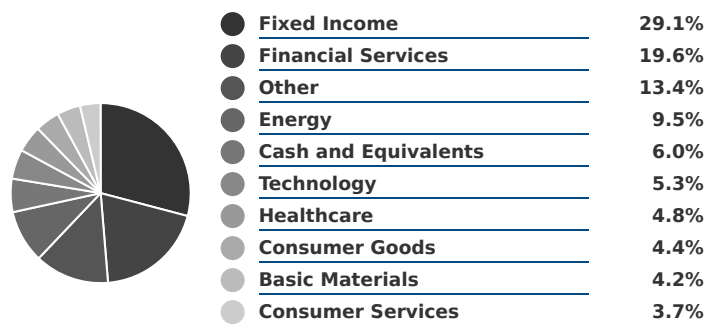 Fixed Income 29.1%
Financial Services 19.6%
Other 13.4%
Energy 9.5%
Cash and Equivalents 6.0%
Technology 5.3%
Healthcare 4.8%
Consumer Goods 4.4%
Basic Materials 4.2%
Consumer Services 3.7%